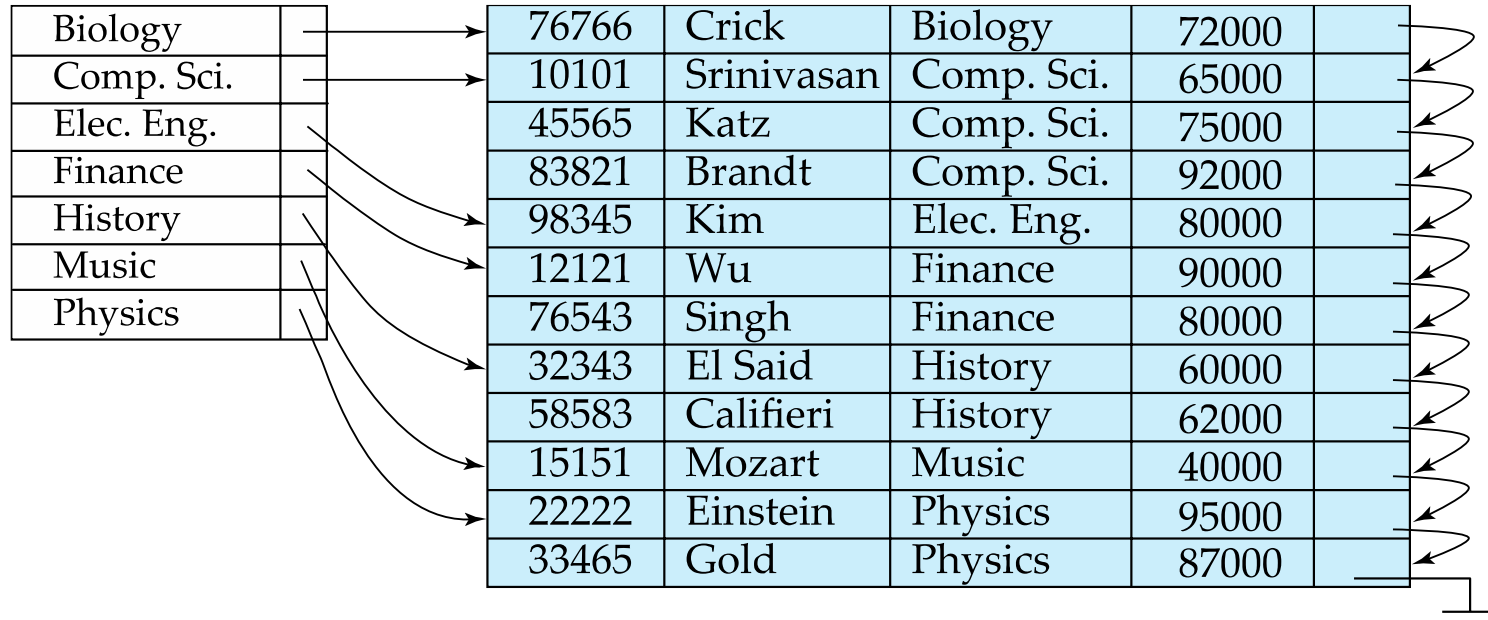 Biology
Comp. Sci.
Elec. Eng.
Finance
History
Music
Physics
76766 Crick Biology 72000
10101 Srinivasan Comp. Sci. 65000
45565 Katz Comp. Sci. 75000
83821 Brandt Comp. Sci. 92000
98345 Kim Elec. Eng. 80000
12121 Wu Finance 90000
76543 Singh Finance 80000
32343 El Said History 60000
58583 Califieri History 62000
15151 Mozart Music 40000
22222 Einstein Physics 95000
33465 Gold Physics 87000